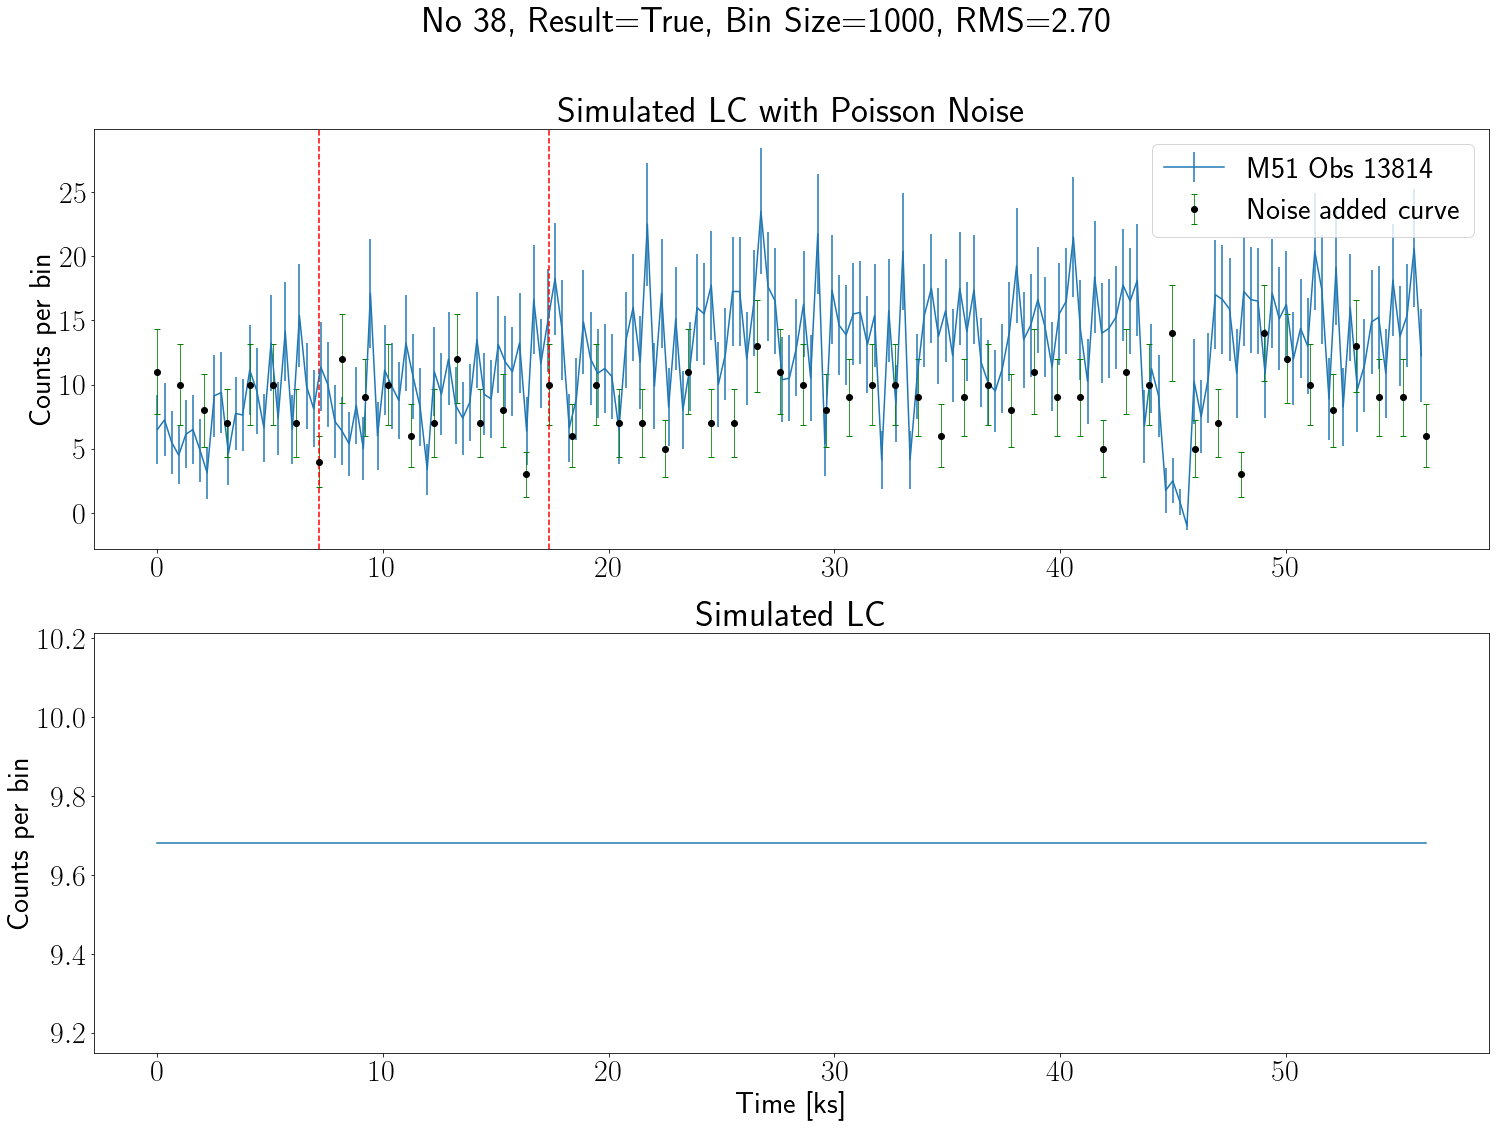 No 38, Result=True, Bin Size=1000, RMS=2.70
Simulated LC with Poisson Noise
M51 Obs 13814
Noise added curve
Counts per bin
25
20
15
10
5
0
0 10 20 30 40 50
Simulated LC
Counts per bin
10.2
10.0
9.8
9.6
9.4
9.2
0 10 20 30 40 50
Time [ks]